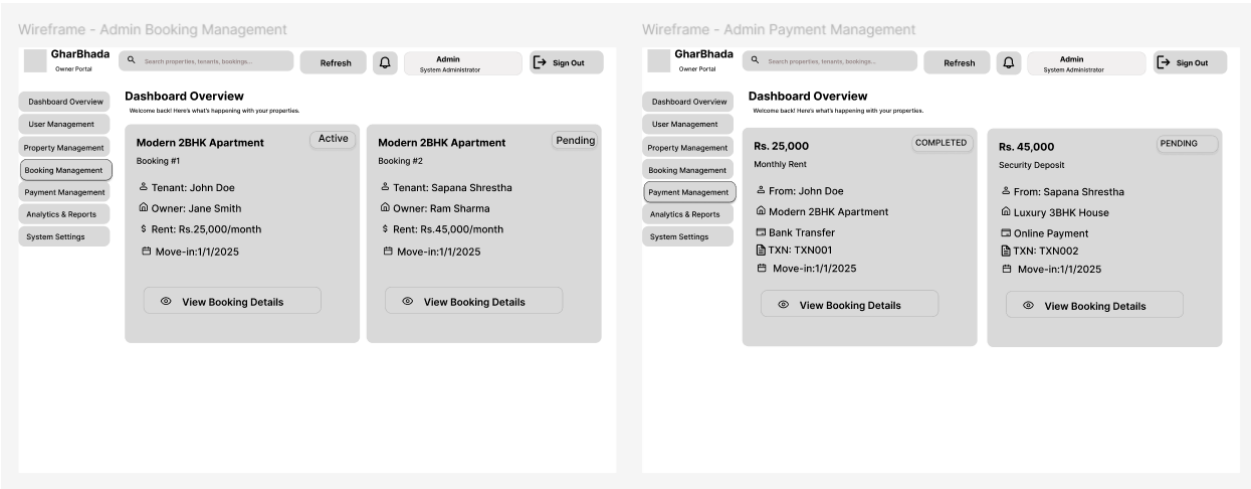 Wireframe - Admin Booking Management
GharBhada
Owner Portal
Search properties, tenants, bookings...
Refresh
Admin
System Administrator
Sign Out
Dashboard Overview
User Management
Property Management
Booking Management
Payment Management
Analytics & Reports
System Settings
Dashboard Overview
Welcome back! Here's what's happening with your properties.
Modern 2BHK Apartment
Active
Booking #1
Tenant: John Doe
Owner: Jane Smith
$ Rent: Rs.25,000/month
Move-in:1/1/2025
View Booking Details
Modern 2BHK Apartment
Pending
Booking #2
Tenant: Sapana Shrestha
Owner: Ram Sharma
$ Rent: Rs.45,000/month
Move-in:1/1/2025
View Booking Details
Wireframe - Admin Payment Management
GharBhada
Owner Portal
Search properties, tenants, bookings...
Refresh
Admin
System Administrator
Sign Out
Dashboard Overview
User Management
Property Management
Booking Management
Payment Management
Analytics & Reports
System Settings
Dashboard Overview
Welcome back! Here's what's happening with your properties.
Rs. 25,000
COMPLETED
Monthly Rent
From: John Doe
Modern 2BHK Apartment
Bank Transfer
TXN: TXN001
Move-in:1/1/2025
View Booking Details
Rs. 45,000
PENDING
Security Deposit
From: Sapana Shrestha
Luxury 3BHK House
Online Payment
TXN: TXN002
Move-in:1/1/2025
View Booking Details